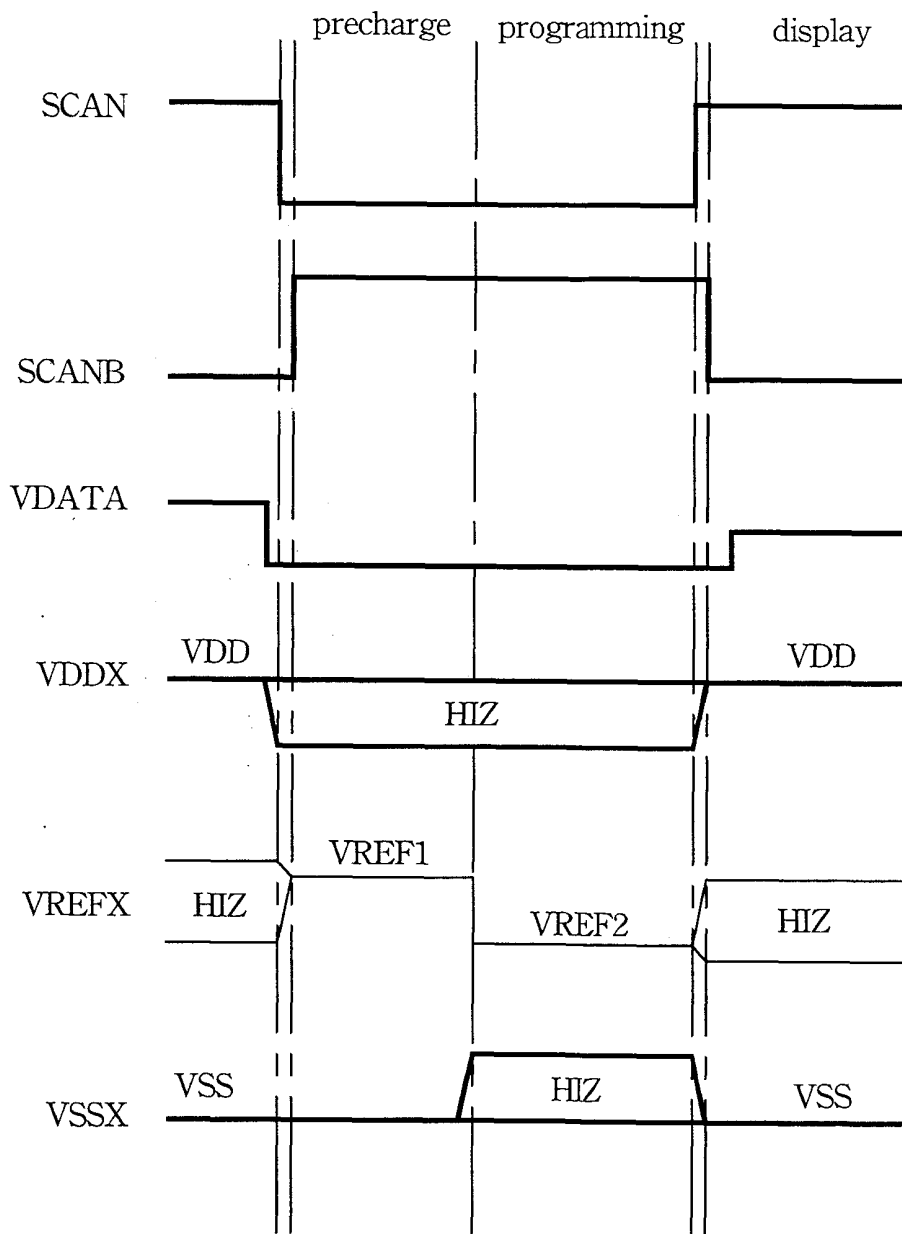 precharge programming display
SCAN
SCANB
VDATA
VDD VDD
VDDX
HIZ
VREF1
VREFX HIZ HIZ
VREF2
VSS HIZ VSS
VSSX